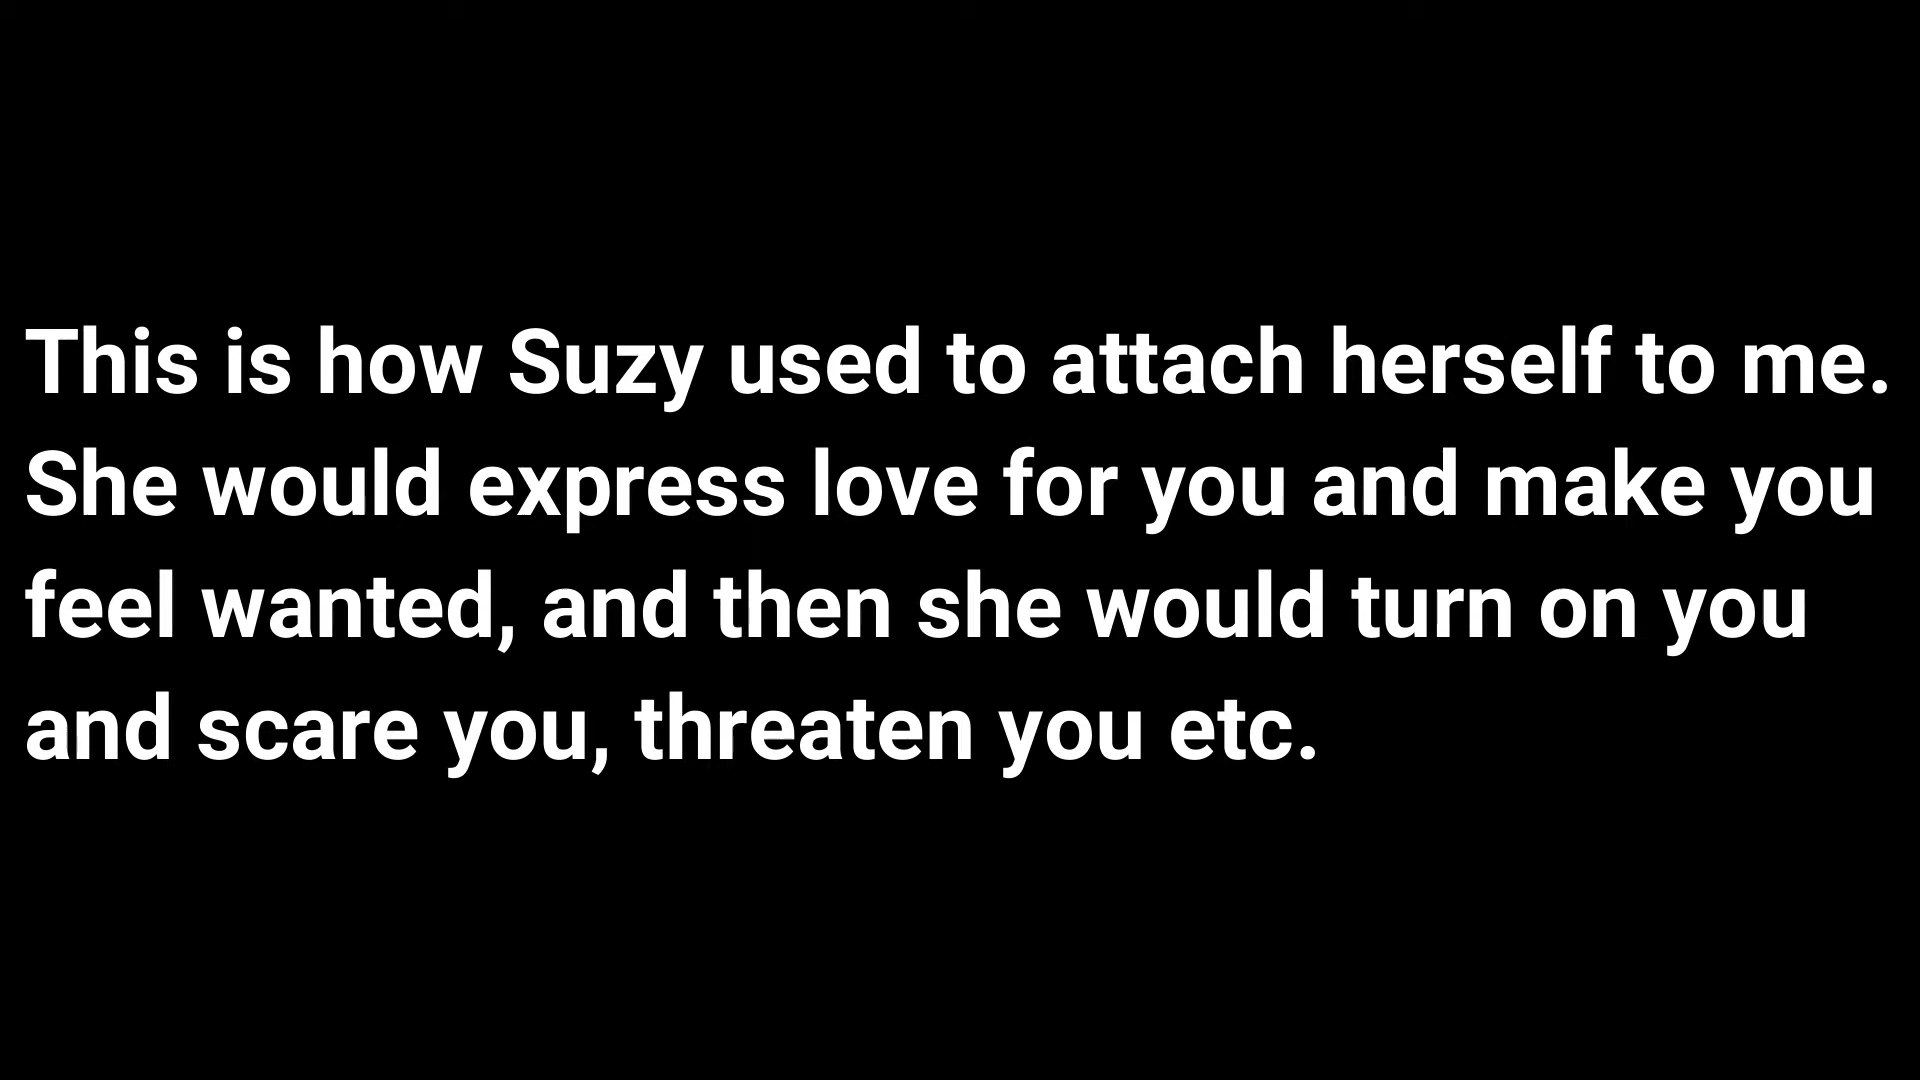 This is how Suzy used to attach herself to me.
She would express love for you and make you
feel wanted, and then she would turn on you
and scare you, threaten you etc.